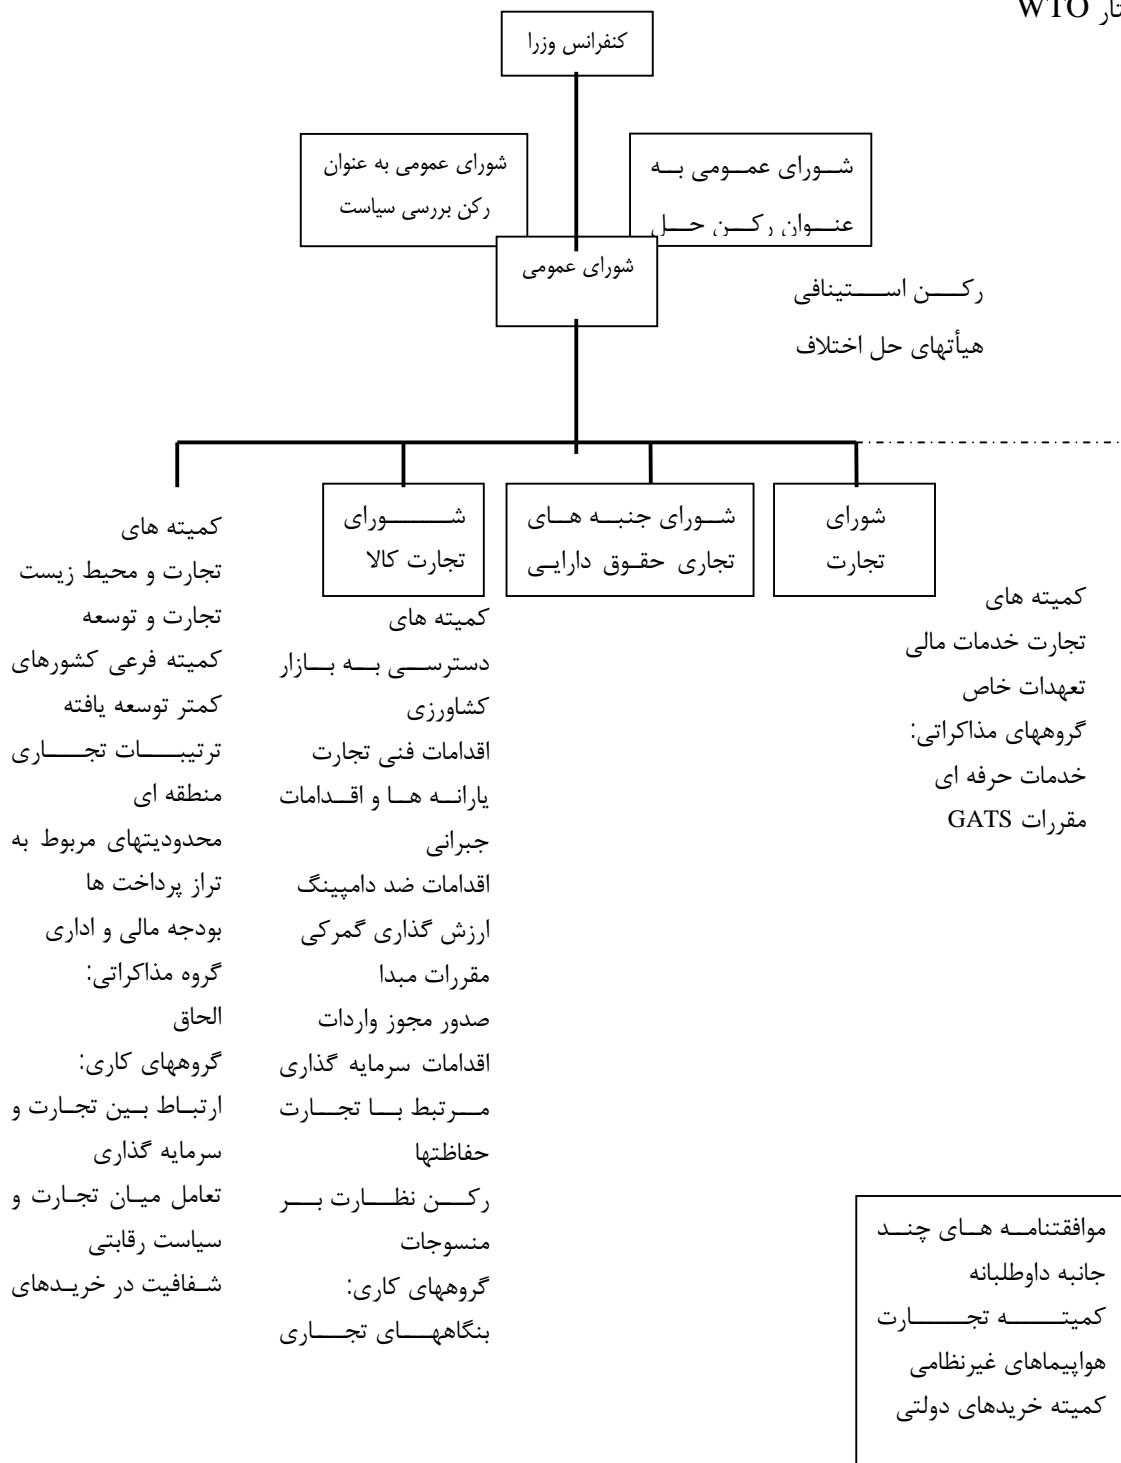 تار WTO
کنفرانس وزرا
شورای عمومی به
عنوان رکن حل
شورای عمومی به عنوان
رکن بررسی سیاست
شورای عمومی
رکن استینافی
هیأتهای حل اختلاف
شورای
تجارت
شورای جنبه های
تجاری حقوق دارایی
شورای
تجارت کالا
کمیته های
تجارت خدمات مالی
تعهدات خاص
گروههای مذاکراتی:
خدمات حرفه ای
مقررات GATS
کمیته های
دسترسی به بازار
کشاورزی
اقدامات فنی تجارت
یارانه ها و اقدامات
جبرانی
اقدامات ضد دامپینگ
ارزش گذاری گمرکی
مقررات مبدا
صدور مجوز واردات
اقدامات سرمایه گذاری
مرتبط با تجارت
حفاظتها
رکن نظارت بر
منسوجات
گروههای کاری:
بنگاههای تجاری
کمیته های
تجارت و محیط زیست
تجارت و توسعه
کمیته فرعی کشورهای
کمتر توسعه یافته
ترتیبات تجاری
منطقه ای
محدودیتهای مربوط به
تراز پرداخت ها
بودجه مالی و اداری
گروه مذاکراتی:
الحاق
گروههای کاری:
ارتباط بین تجارت و
سرمایه گذاری
تعامل میان تجارت و
سیاست رقابتی
شفافیت در خریدهای
موافقتنامه های چند
جانبه داوطلبانه
کمیته تجارت
هواپیماهای غیرنظامی
کمیته خریدهای دولتی